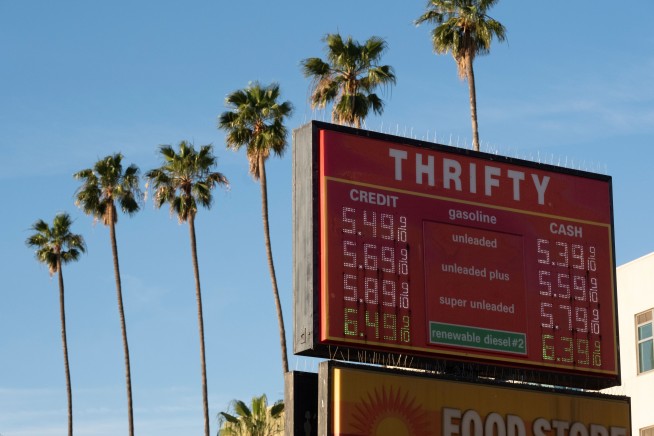 THRIFTY
CREDIT gasoline CASH
5.49 9/10 unleaded 5.39 9/10
5.69 9/10 unleaded plus 5.59 9/10
5.89 9/10 super unleaded 5.79 9/10
6.49 9/10 renewable diesel #2 6.39 9/10
FOOD STORE